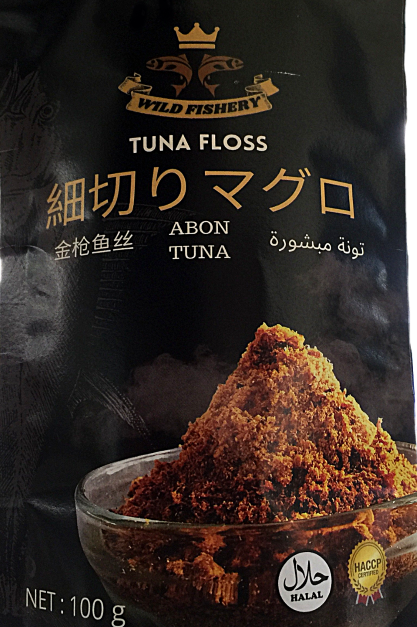 WILD FISHERY
TUNA FLOSS
細切りマグロ
金枪鱼丝
ABON
TUNA
تونة مبشورة
حلال
HALAL
HACCP
CERTIFIED
NET : 100 g